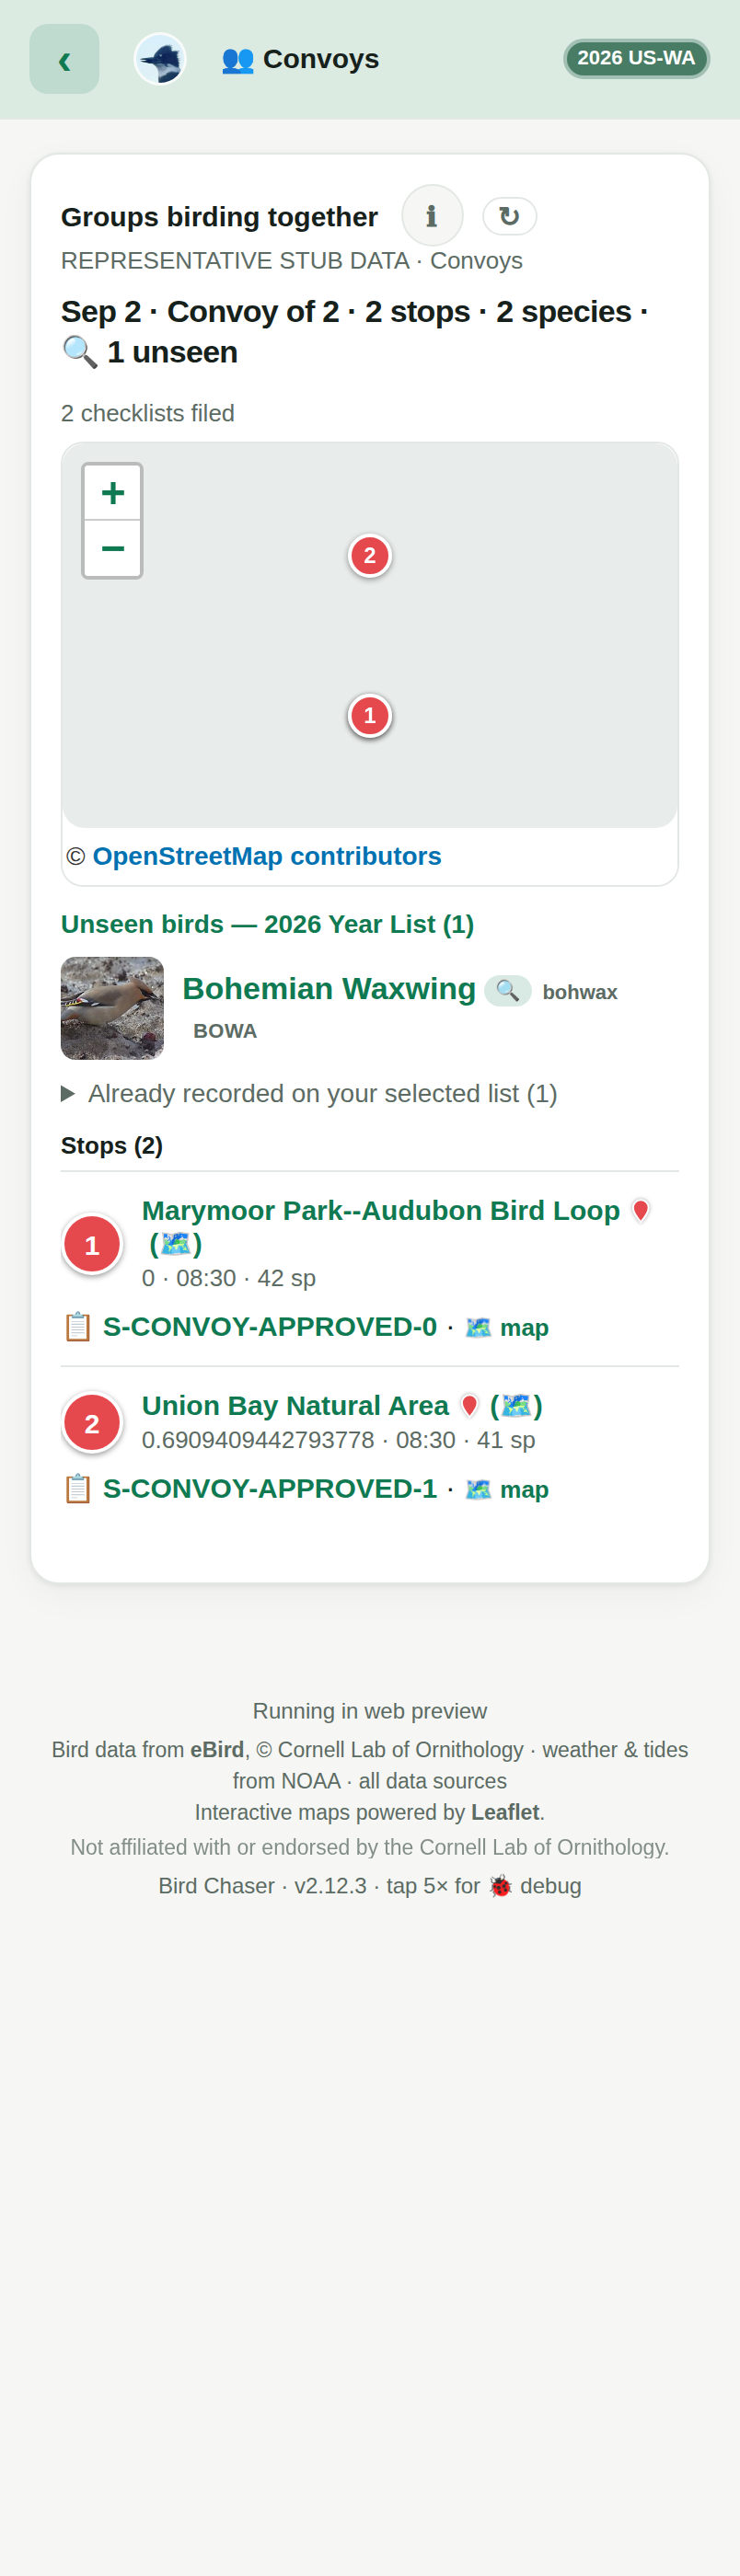 ‹ 👥 Convoys 2026 US-WA
Groups birding together ℹ ↻
REPRESENTATIVE STUB DATA · Convoys
Sep 2 · Convoy of 2 · 2 stops · 2 species ·
🔍 1 unseen
2 checklists filed
+
−
2
1
© OpenStreetMap contributors
Unseen birds — 2026 Year List (1)
Bohemian Waxwing 🔍 bohwax
BOWA
▶ Already recorded on your selected list (1)
Stops (2)
1
Marymoor Park--Audubon Bird Loop 📍
(🗺️)
0 · 08:30 · 42 sp
📋 S-CONVOY-APPROVED-0 · 🗺️ map
2
Union Bay Natural Area 📍 (🗺️)
0.6909409442793778 · 08:30 · 41 sp
📋 S-CONVOY-APPROVED-1 · 🗺️ map
Running in web preview
Bird data from eBird, © Cornell Lab of Ornithology · weather & tides
from NOAA · all data sources
Interactive maps powered by Leaflet.
Not affiliated with or endorsed by the Cornell Lab of Ornithology.
Bird Chaser · v2.12.3 · tap 5× for 🐞 debug